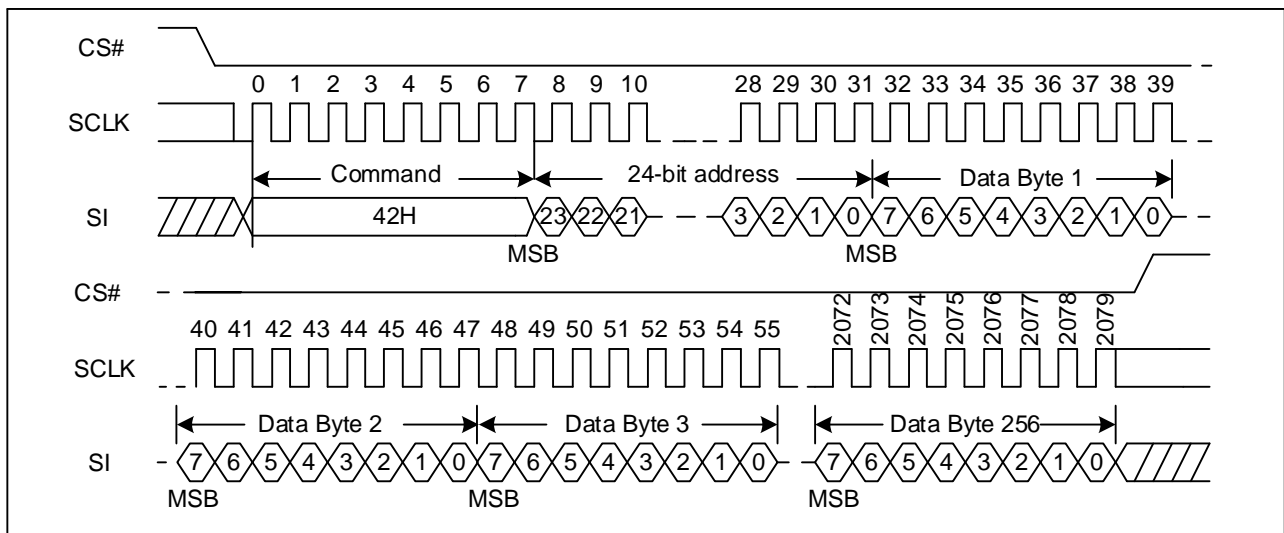 CS#
0 1 2 3 4 5 6 7 8 9 10 28 29 30 31 32 33 34 35 36 37 38 39
SCLK
Command 24-bit address Data Byte 1
SI 42H 23 22 21 3 2 1 0 7 6 5 4 3 2 1 0
MSB MSB
CS#
40 41 42 43 44 45 46 47 48 49 50 51 52 53 54 55 2072 2073 2074 2075 2076 2077 2078 2079
SCLK
Data Byte 2 Data Byte 3 Data Byte 256
SI 7 6 5 4 3 2 1 0 7 6 5 4 3 2 1 0 7 6 5 4 3 2 1 0
MSB MSB MSB